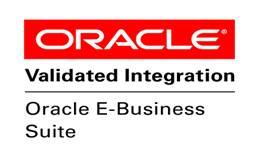 ORACLE®
Validated Integration
Oracle E-Business
Suite